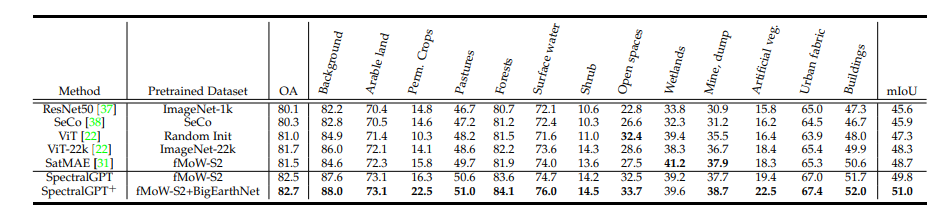 Method Pretrained Dataset OA Background Arable land Perm. Crops Pastures Forests Surface water Shrub Open spaces Wetlands Mine, dump Artificial veg. Urban fabric Buildings mIoU
ResNet50 [37] ImageNet-1k 80.1 82.2 70.4 14.8 46.7 80.7 72.1 10.6 22.8 33.8 30.9 15.8 65.0 47.3 45.6
SeCo [38] SeCo 80.3 82.8 70.5 14.6 47.2 81.2 72.4 10.3 26.6 32.3 31.2 16.2 64.5 46.7 45.9
ViT [22] Random Init 81.0 84.9 71.4 10.3 48.2 81.5 71.6 11.0 32.4 39.4 35.5 16.4 63.9 48.0 47.3
ViT-22k [22] ImageNet-22k 81.7 86.0 72.1 14.1 48.6 82.2 73.6 14.3 28.6 38.3 36.7 18.4 65.4 49.9 48.3
SatMAE [31] fMoW-S2 81.5 84.6 72.3 15.8 49.7 81.9 74.0 13.6 27.5 41.2 37.9 18.3 65.3 50.6 48.7
SpectralGPT fMoW-S2 82.5 87.6 73.1 16.3 50.6 83.6 74.7 14.2 32.5 39.2 37.7 19.4 67.0 51.7 49.8
SpectralGPT+ fMoW-S2+BigEarthNet 82.7 88.0 73.1 22.5 51.0 84.1 76.0 14.5 33.7 39.6 38.7 22.5 67.4 52.0 51.0